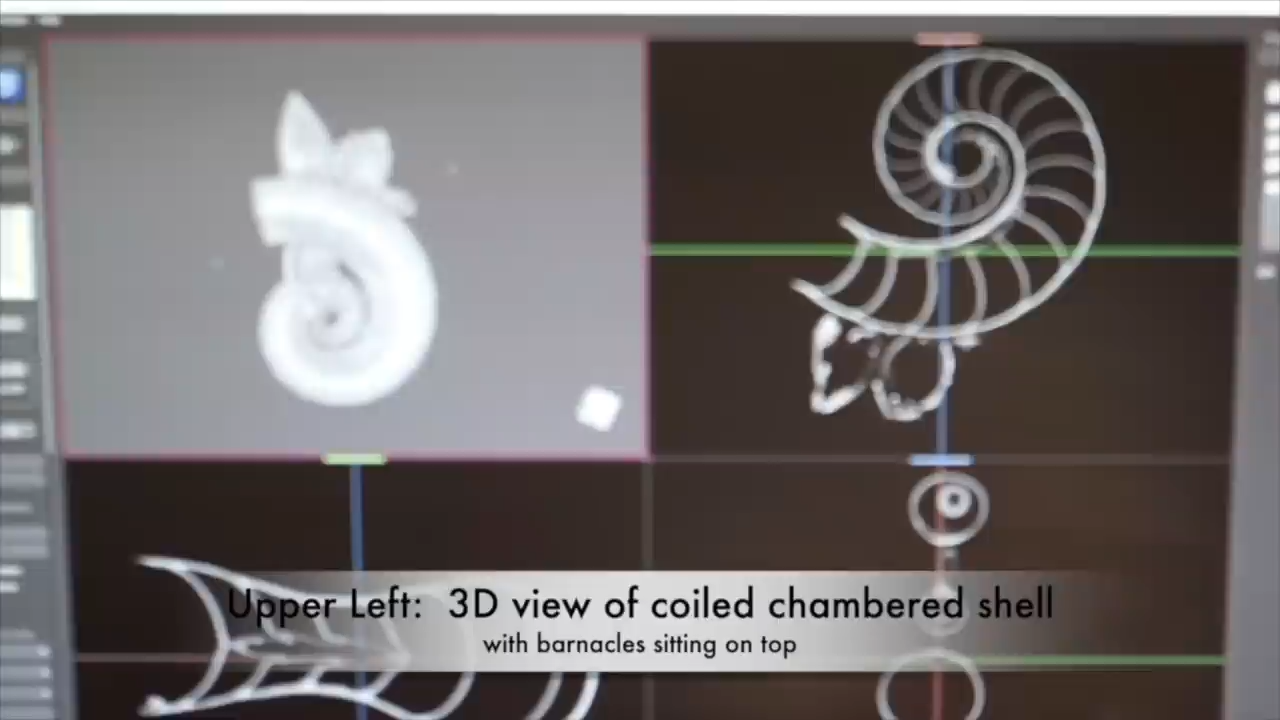 Upper Left:  3D view of coiled chambered shell
with barnacles sitting on top